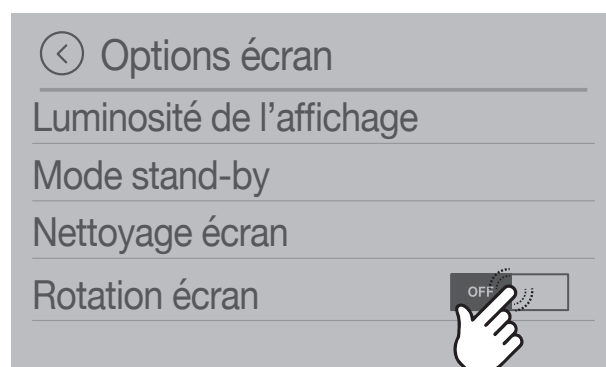 Options écran
Luminosité de l’affichage
Mode stand-by
Nettoyage écran
Rotation écran
OFF